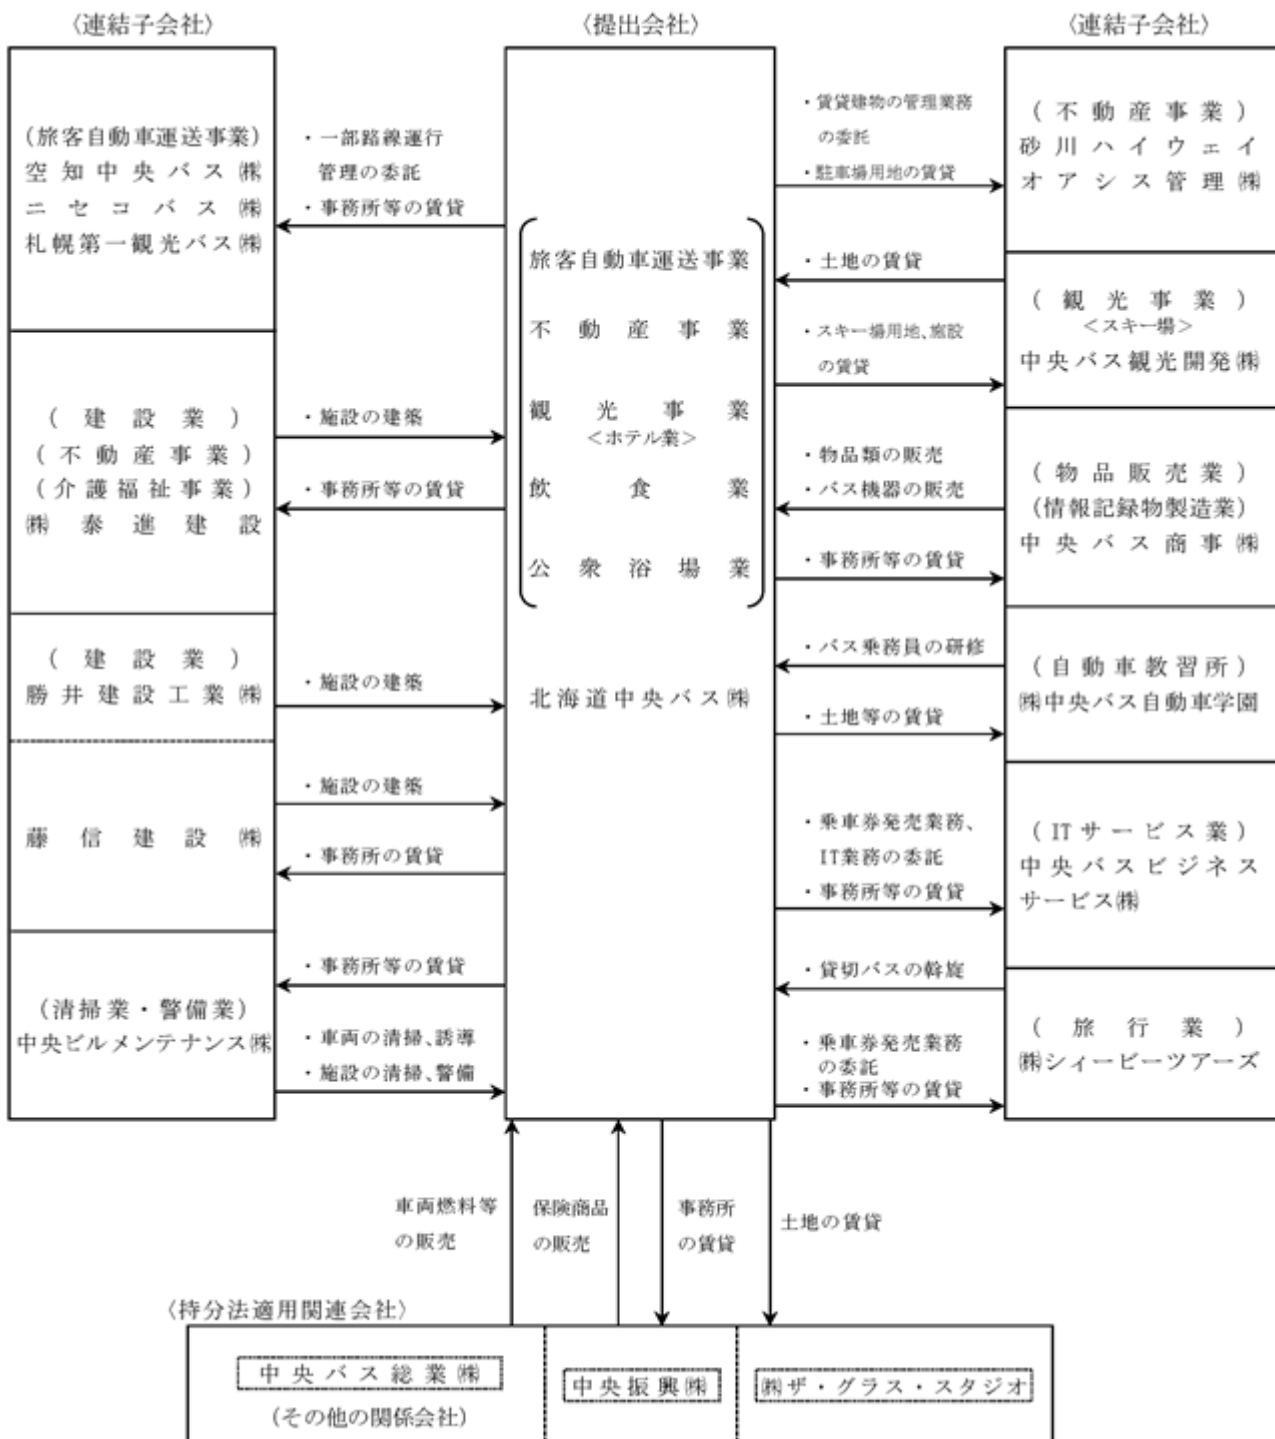 〈連結子会社〉
(旅客自動車運送事業)
空知中央バス㈱
ニセコバス㈱
札幌第一観光バス㈱
(建設業)
(不動産事業)
(介護福祉事業)
㈱泰進建設
(建設業)
勝井建設工業㈱
藤信建設㈱
(清掃業・警備業)
中央ビルメンテナンス㈱
・一部路線運行
管理の委託
・事務所等の賃貸
・施設の建築
・事務所等の賃貸
・施設の建築
・施設の建築
・事務所の賃貸
・事務所等の賃貸
・車両の清掃、誘導
・施設の清掃、警備
〈提出会社〉
旅客自動車運送事業
不動産事業
観光事業
<ホテル業>
飲食業
公衆浴場業
北海道中央バス㈱
・賃貸建物の管理業務
の委託
・駐車場用地の賃貸
・土地の賃貸
・スキー場用地、施設
の賃貸
・物品類の販売
・バス機器の販売
・事務所等の賃貸
・バス乗務員の研修
・土地等の賃貸
・乗車券発売業務、
IT業務の委託
・事務所等の賃貸
・貸切バスの斡旋
・乗車券発売業務
の委託
・事務所等の賃貸
〈連結子会社〉
(不動産事業)
砂川ハイウェイ
オアシス管理㈱
(観光事業)
<スキー場>
中央バス観光開発㈱
(物品販売業)
(情報記録物製造業)
中央バス商事㈱
(自動車教習所)
㈱中央バス自動車学園
(ITサービス業)
中央バスビジネス
サービス㈱
(旅行業)
㈱シィービーツアーズ
車両燃料等
の販売
保険商品
の販売
事務所
の賃貸
土地の賃貸
〈持分法適用関連会社〉
中央バス総業㈱
(その他の関係会社)
中央振興㈱
㈱ザ・グラス・スタジオ